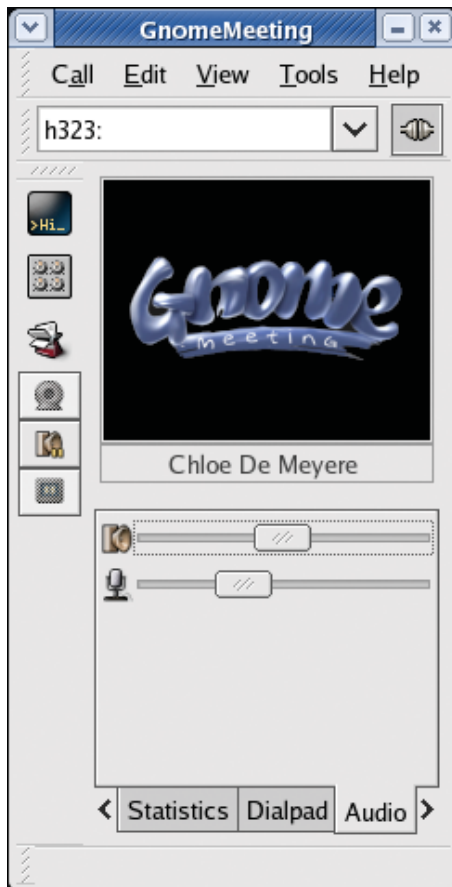 GnomeMeeting
Call Edit View Tools Help
h323:
>Hi_
Gnome
meeting
Chloe De Meyere
Statistics Dialpad Audio